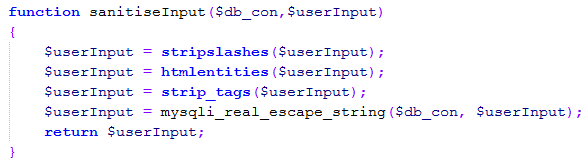 function sanitiseInput($db_con,$userInput)
{
$userInput = stripslashes($userInput);
$userInput = htmlentities($userInput);
$userInput = strip_tags($userInput);
$userInput = mysqli_real_escape_string($db_con, $userInput);
return $userInput;
}